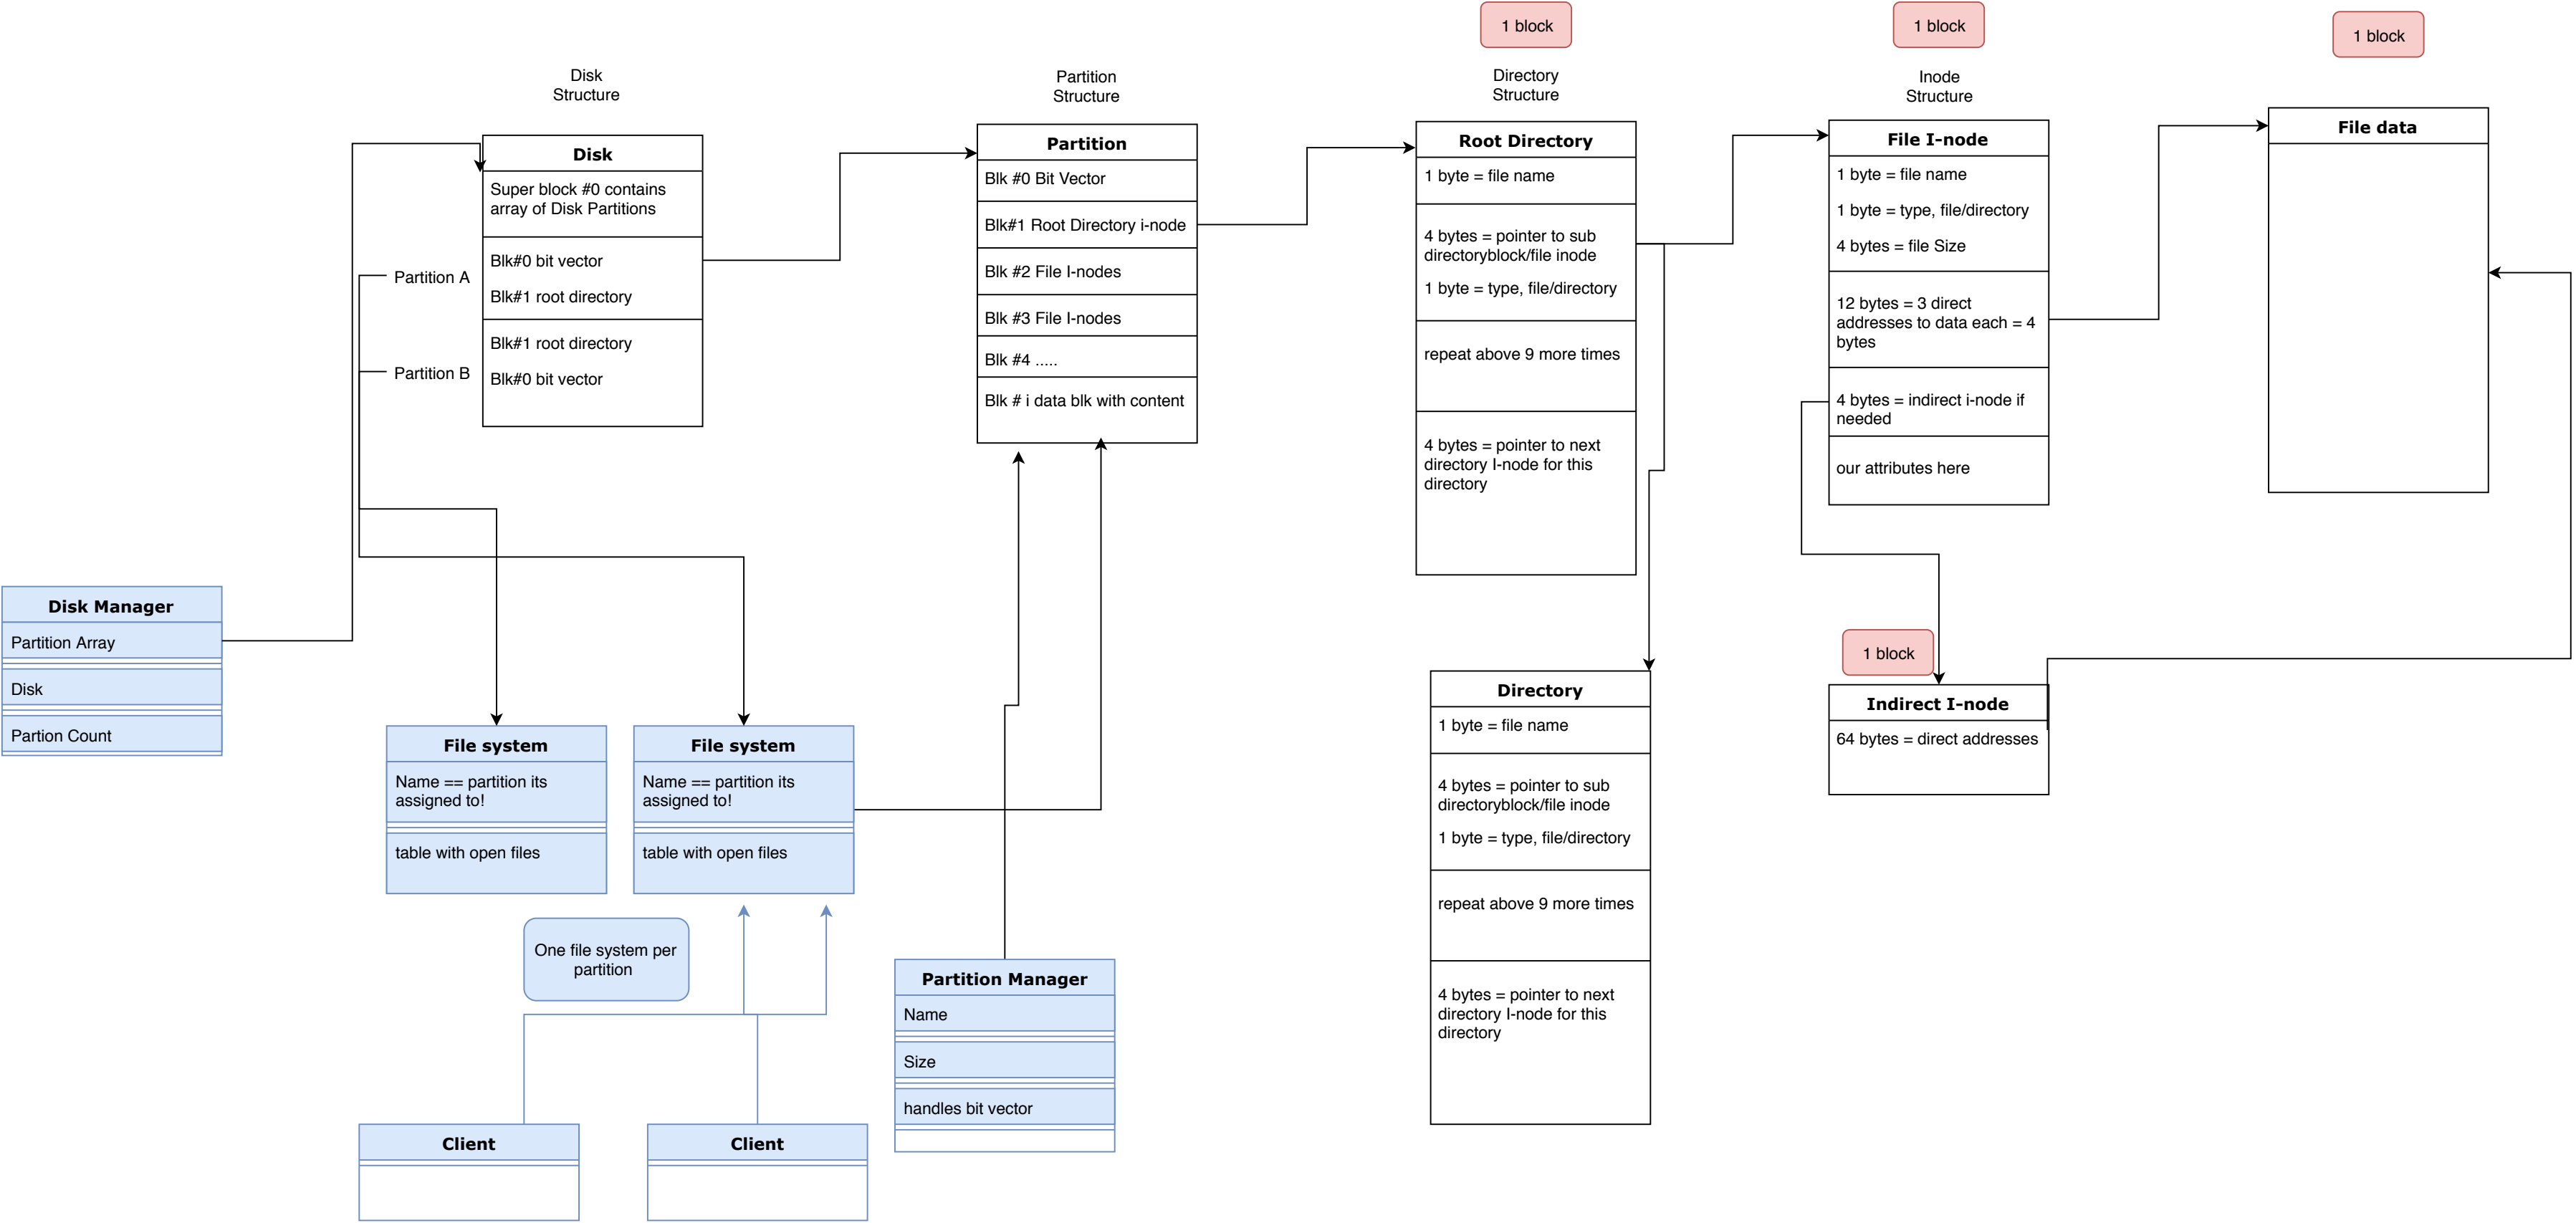 1 block
1 block
1 block
Disk
Structure
Partition
Structure
Directory
Structure
Inode
Structure
Disk
Super block #0 contains
array of Disk Partitions
Blk#0 bit vector
Blk#1 root directory
Blk#1 root directory
Blk#0 bit vector
Partition A
Partition B
Partition
Blk #0 Bit Vector
Blk#1 Root Directory i-node
Blk #2 File I-nodes
Blk #3 File I-nodes
Blk #4 .....
Blk # i data blk with content
Root Directory
1 byte = file name
4 bytes = pointer to sub
directoryblock/file inode
1 byte = type, file/directory
repeat above 9 more times
4 bytes = pointer to next
directory I-node for this
directory
File I-node
1 byte = file name
1 byte = type, file/directory
4 bytes = file Size
12 bytes = 3 direct
addresses to data each = 4
bytes
4 bytes = indirect i-node if
needed
our attributes here
File data
Disk Manager
Partition Array
Disk
Partion Count
File system
Name == partition its
assigned to!
table with open files
File system
Name == partition its
assigned to!
table with open files
One file system per
partition
Client
Client
Partition Manager
Name
Size
handles bit vector
Directory
1 byte = file name
4 bytes = pointer to sub
directoryblock/file inode
1 byte = type, file/directory
repeat above 9 more times
4 bytes = pointer to next
directory I-node for this
directory
1 block
Indirect I-node
64 bytes = direct addresses